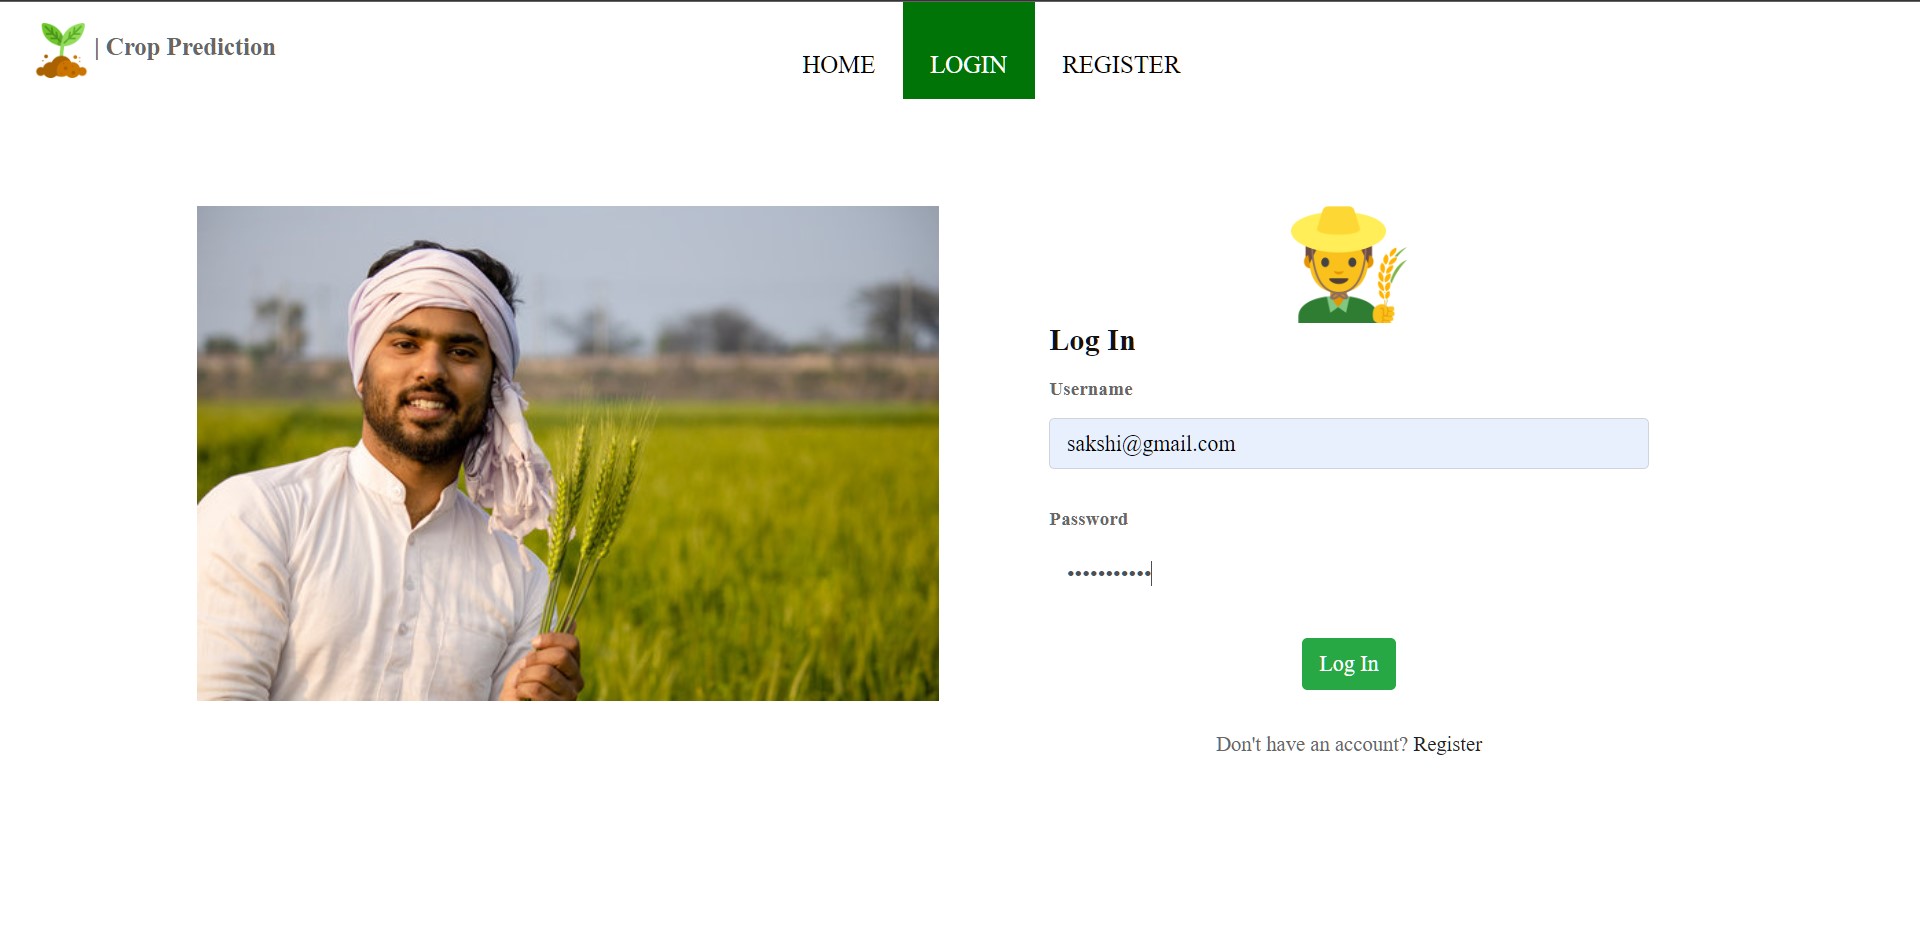 | Crop Prediction
HOME LOGIN REGISTER
Log In
Username
sakshi@gmail.com
Password
•••••••••••
Log In
Don't have an account? Register